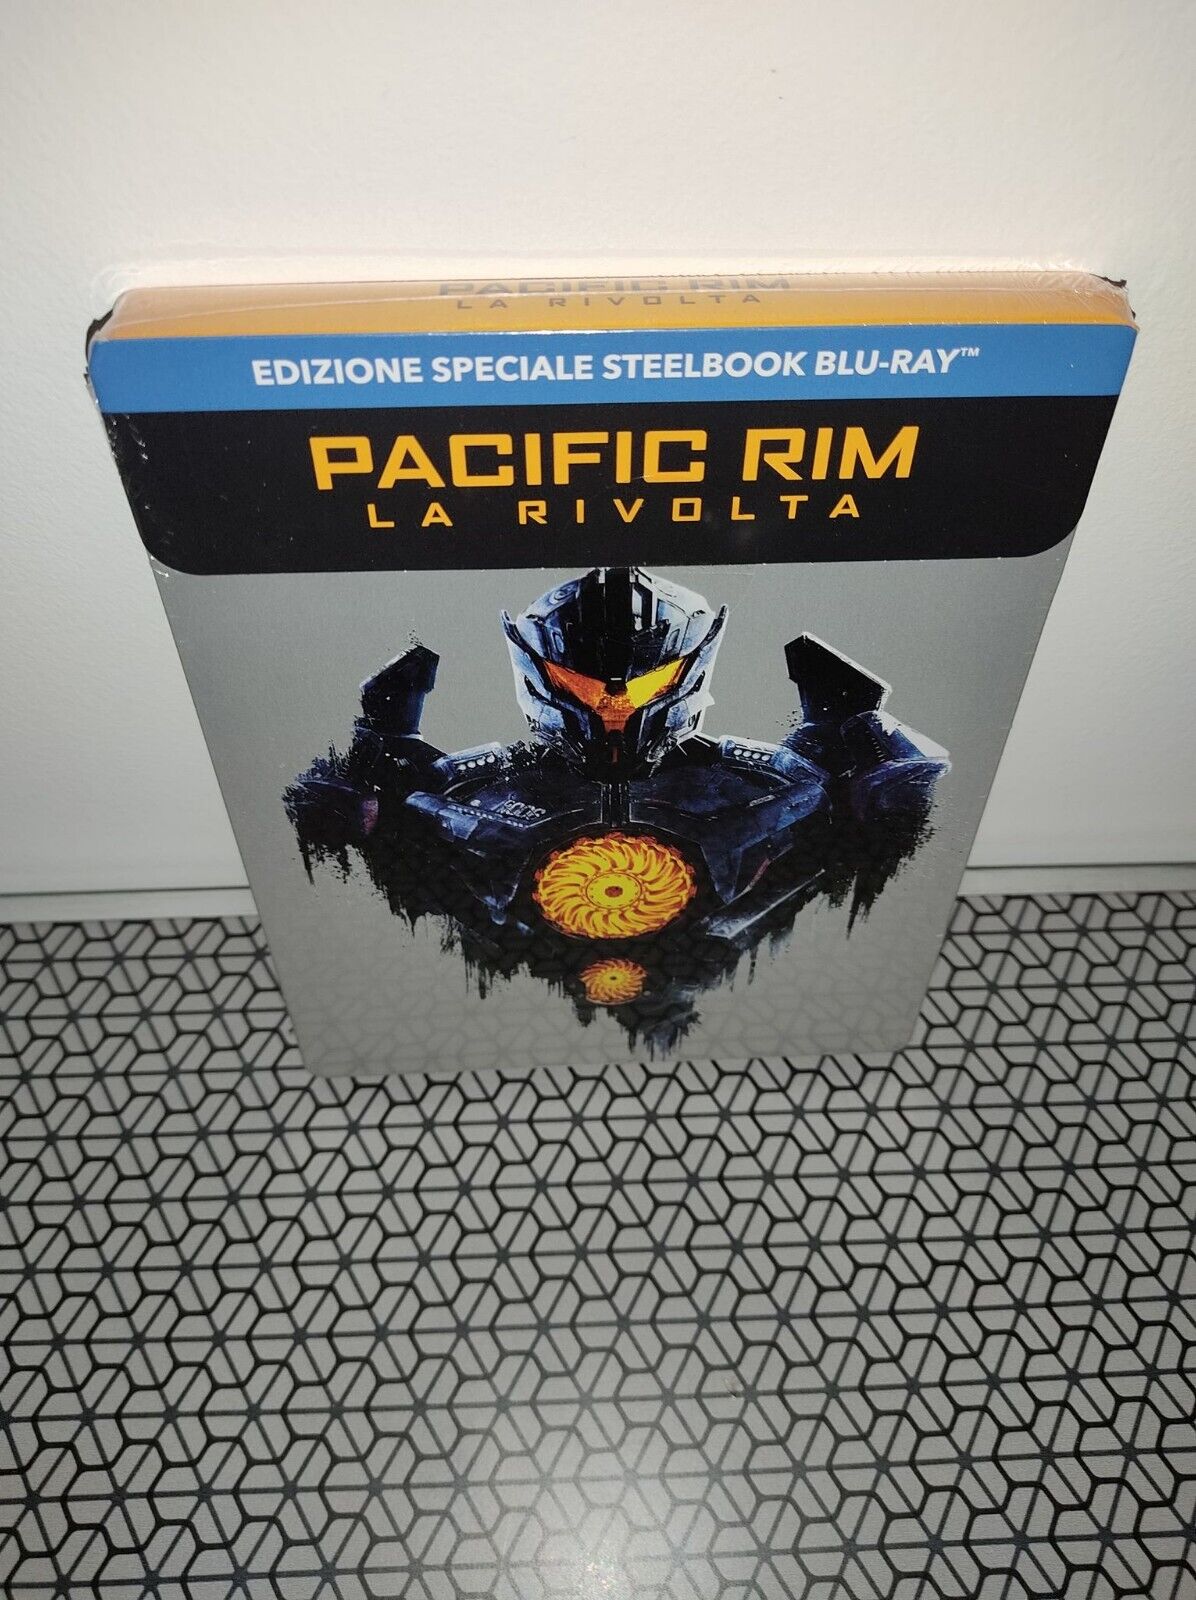 PACIFIC RIM
LA RIVOLTA
EDIZIONE SPECIALE STEELBOOK BLU-RAY™
PACIFIC RIM
LA RIVOLTA